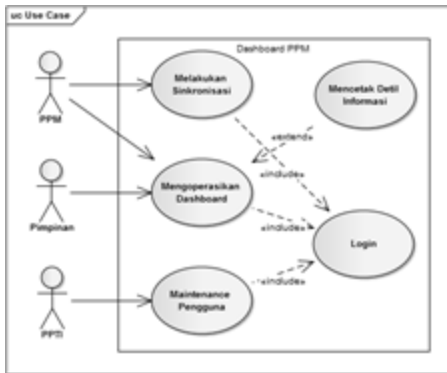 uc Use Case
Dashboard PPM
Melakukan
Sinkronisasi
Mencetak Detil
Informasi
PPM
«extend»
«include»
Mengoperasikan
Dashboard
Pimpinan
«include»
Login
«include»
Maintenance
Pengguna
PPTI